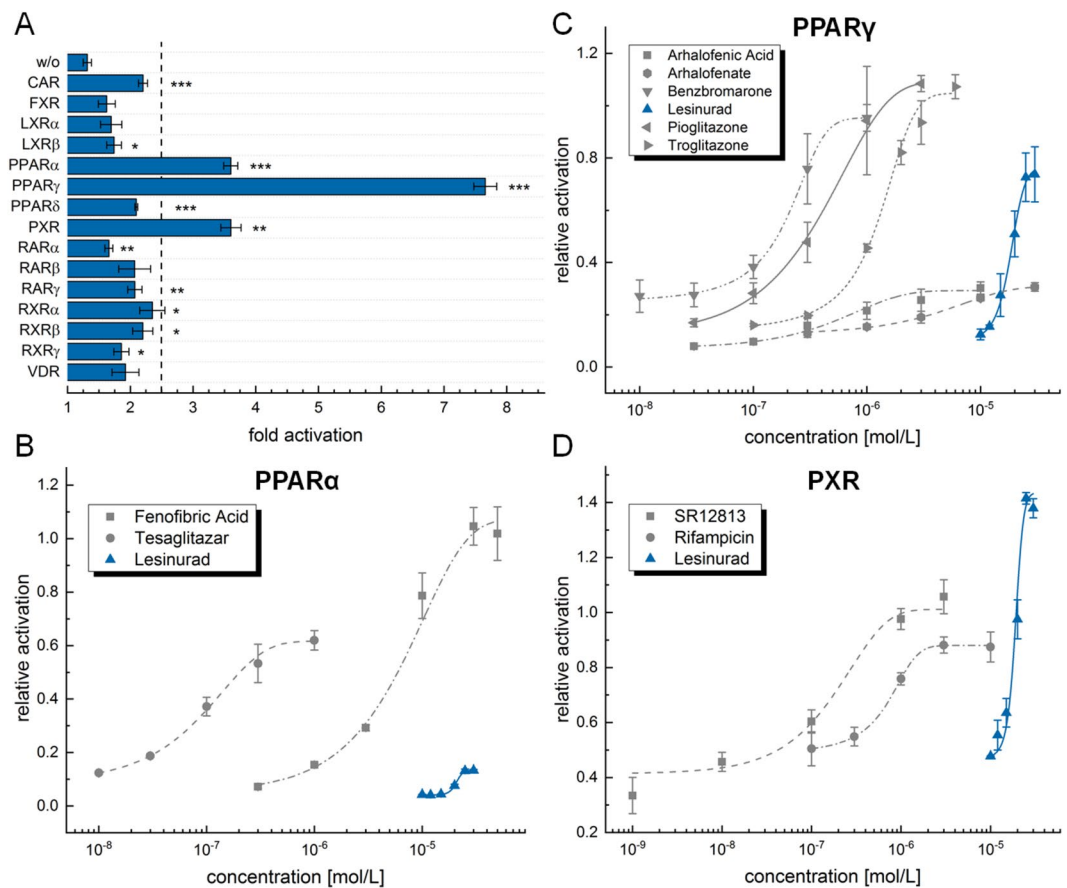 A
w/o
CAR
***
FXR
LXRα
LXRβ
*
PPARα
***
PPARγ
***
PPARδ
***
PXR
**
RARα
**
RARβ
RARγ
**
RXRα
*
RXRβ
*
RXRγ
*
VDR
1 2 3 4 5 6 7 8
fold activation
B
PPARα
Fenofibric Acid
Tesaglitazar
Lesinurad
relative activation
1.2
1.0
0.8
0.6
0.4
0.2
0.0
10⁻⁸ 10⁻⁷ 10⁻⁶ 10⁻⁵
concentration [mol/L]
C
PPARγ
Arhalofenic Acid
Arhalofenate
Benzbromarone
Lesinurad
Pioglitazone
Troglitazone
relative activation
1.2
0.8
0.4
0.0
10⁻⁸ 10⁻⁷ 10⁻⁶ 10⁻⁵
concentration [mol/L]
D
PXR
SR12813
Rifampicin
Lesinurad
relative activation
1.4
1.2
1.0
0.8
0.6
0.4
0.2
10⁻⁹ 10⁻⁸ 10⁻⁷ 10⁻⁶ 10⁻⁵
concentration [mol/L]